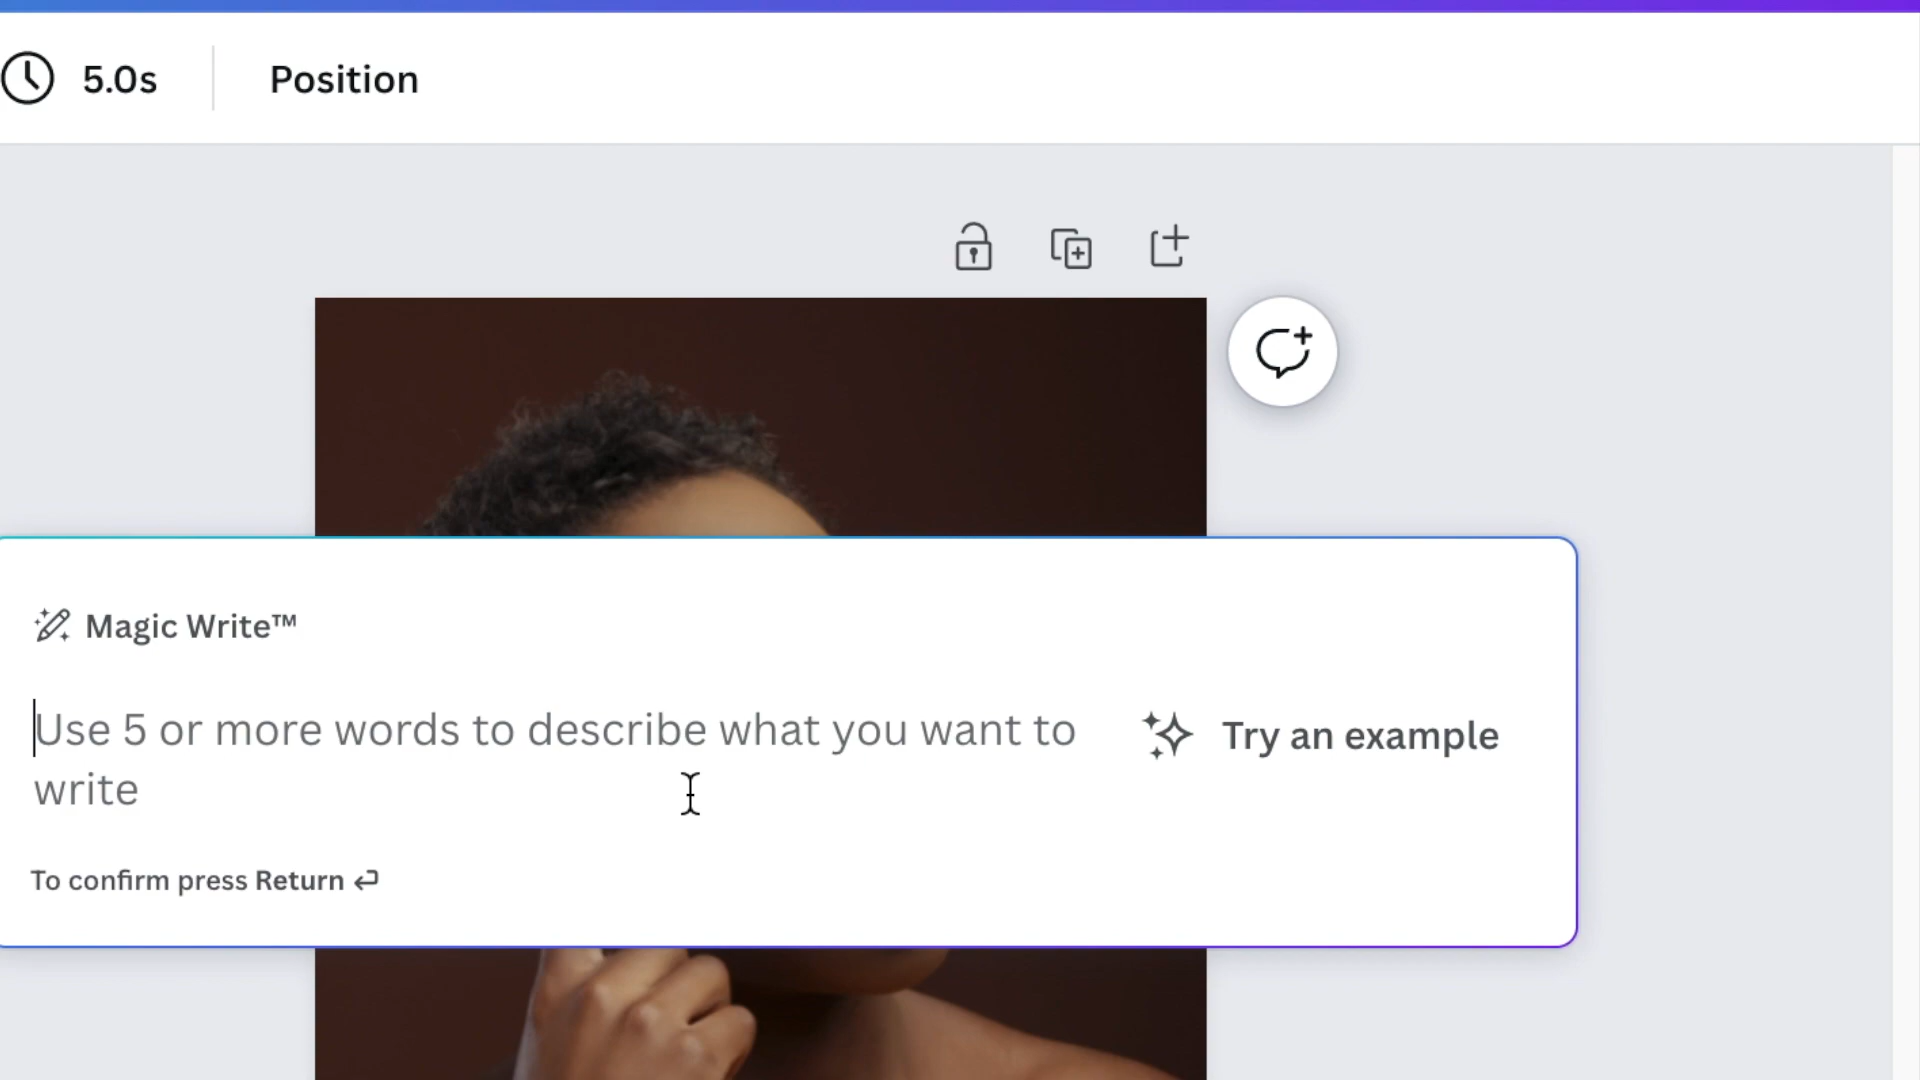 5.0s
Position
Magic Write™
Use 5 or more words to describe what you want to
write
Try an example
To confirm press Return ↵